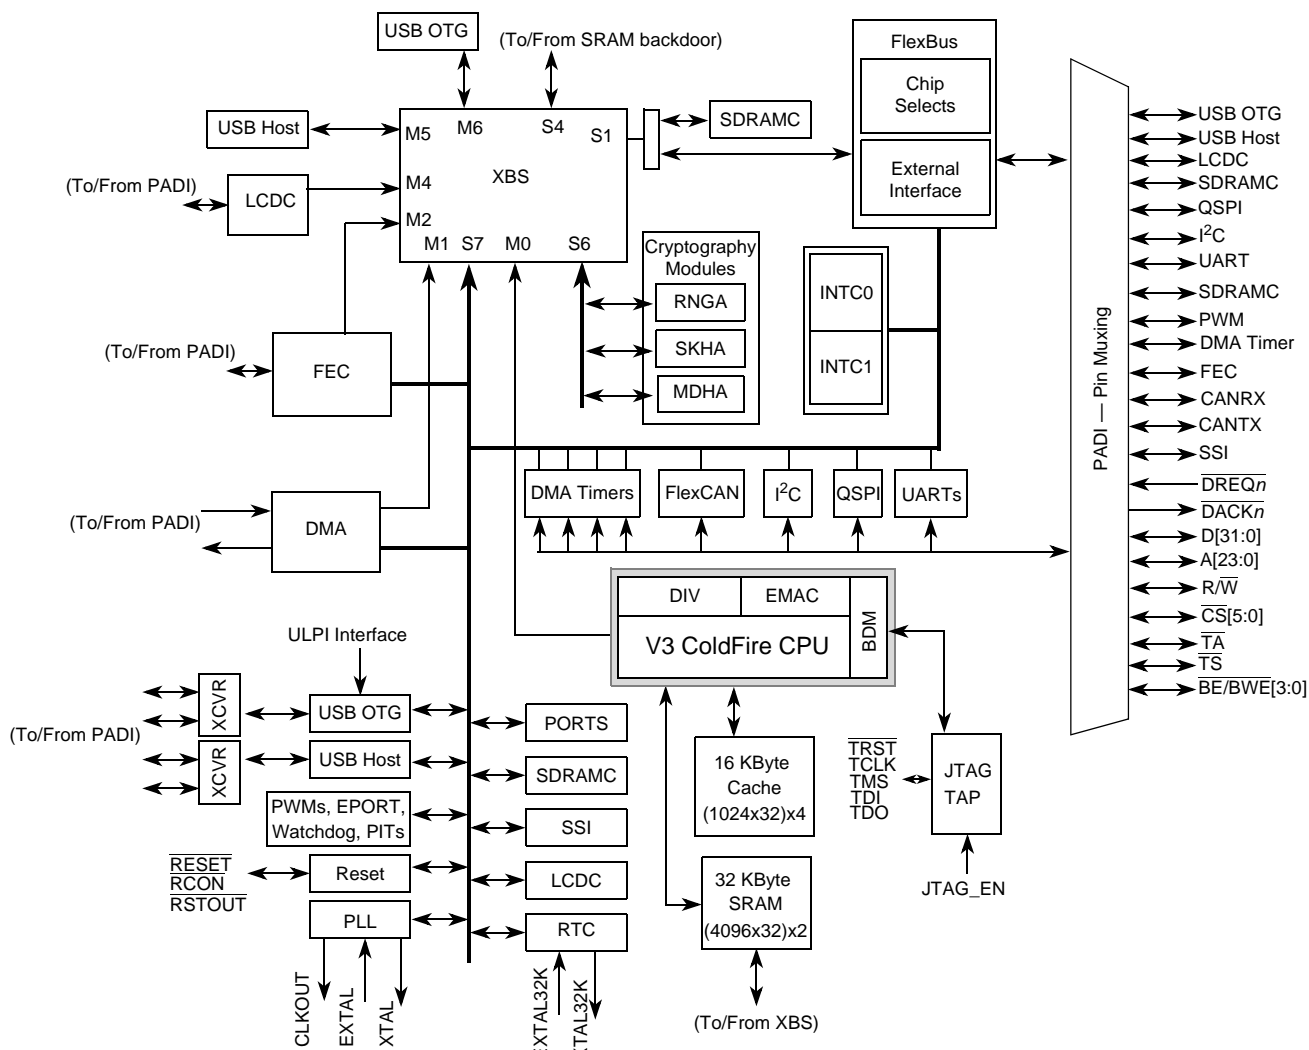 USB OTG
(To/From SRAM backdoor)
FlexBus
Chip
Selects
External
Interface
SDRAMC
USB Host
M5
M6
S4
S1
XBS
M4
M2
M1
S7
M0
S6
(To/From PADI)
LCDC
Cryptography
Modules
RNGA
SKHA
MDHA
INTC0
INTC1
(To/From PADI)
FEC
DMA Timers
FlexCAN
I2C
QSPI
UARTs
(To/From PADI)
DMA
DIV
EMAC
V3 ColdFire CPU
BDM
ULPI Interface
XCVR
USB OTG
(To/From PADI)
XCVR
USB Host
PWMs, EPORT,
Watchdog, PITs
RESET
RCON
RSTOUT
Reset
PLL
CLKOUT
EXTAL
XTAL
PORTS
SDRAMC
SSI
LCDC
RTC
EXTAL32K
XTAL32K
16 KByte
Cache
(1024x32)x4
32 KByte
SRAM
(4096x32)x2
(To/From XBS)
TRST
TCLK
TMS
TDI
TDO
JTAG
TAP
JTAG_EN
PADI — Pin Muxing
USB OTG
USB Host
LCDC
SDRAMC
QSPI
I2C
UART
SDRAMC
PWM
DMA Timer
FEC
CANRX
CANTX
SSI
DREQn
DACKn
D[31:0]
A[23:0]
R/W
CS[5:0]
TA
TS
BE/BWE[3:0]